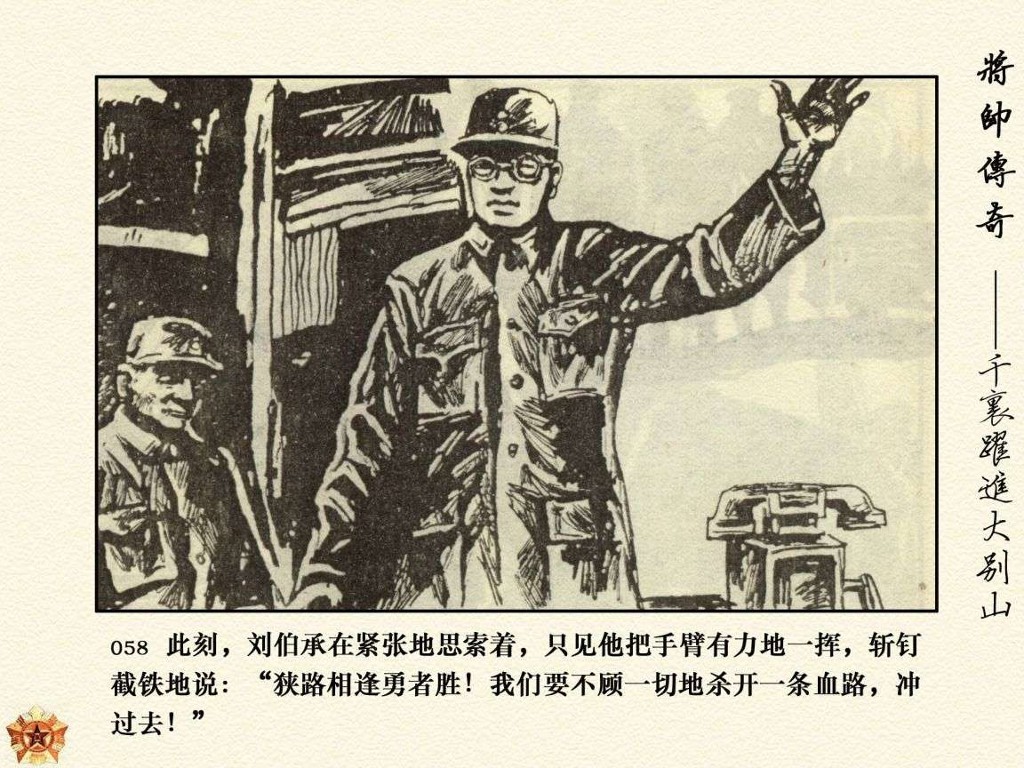 將帥傳奇
——千裏躍進大别山
058 此刻，刘伯承在紧张地思索着，只见他把手臂有力地一挥，斩钉
截铁地说：“狭路相逢勇者胜！我们要不顾一切地杀开一条血路，冲
过去！”